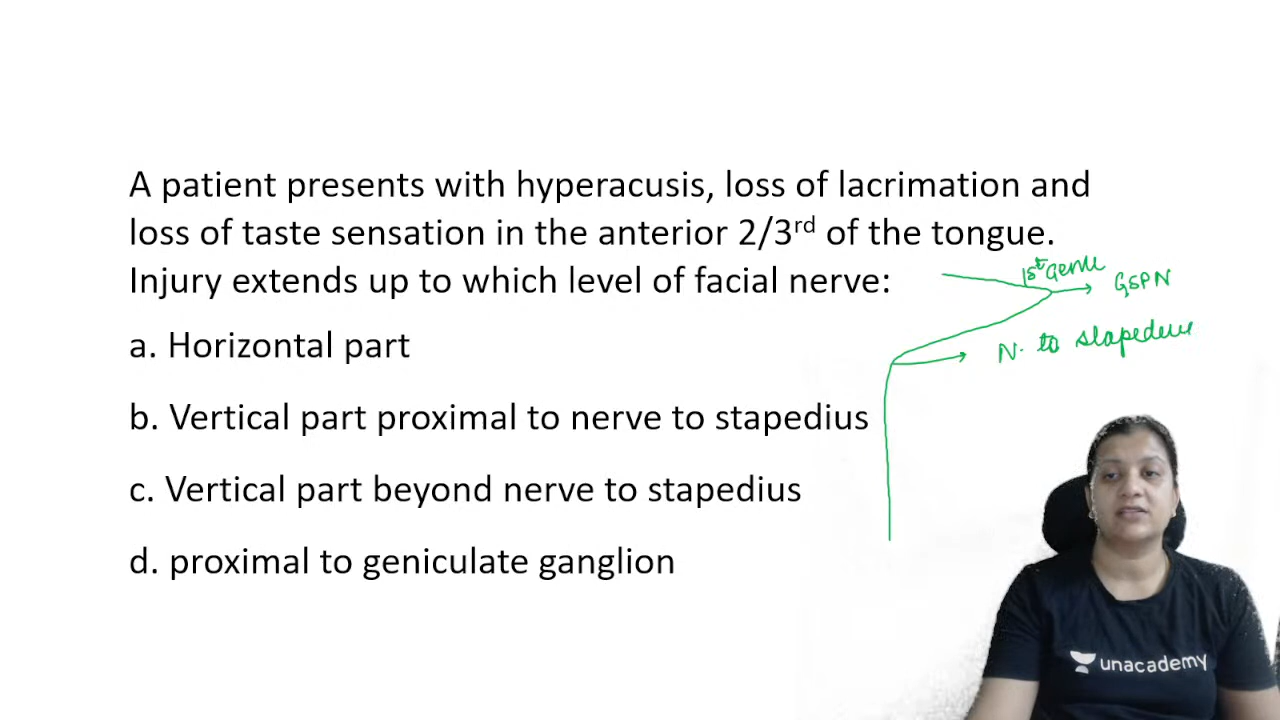 A patient presents with hyperacusis, loss of lacrimation and
loss of taste sensation in the anterior 2/3rd of the tongue.
Injury extends up to which level of facial nerve:
1st Genu
GSPN
N. to stapedius
a. Horizontal part
b. Vertical part proximal to nerve to stapedius
c. Vertical part beyond nerve to stapedius
d. proximal to geniculate ganglion
unacademy